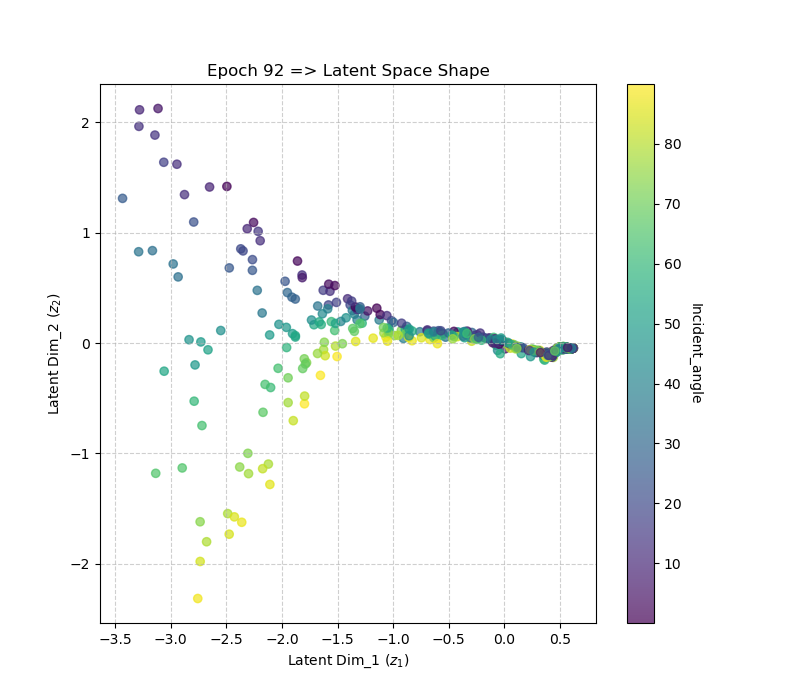 Epoch 92 => Latent Space Shape
2
1
0
−1
−2
Latent Dim_2 (z₂)
−3.5 −3.0 −2.5 −2.0 −1.5 −1.0 −0.5 0.0 0.5
Latent Dim_1 (z₁)
80
70
60
50
40
30
20
10
Incident_angle